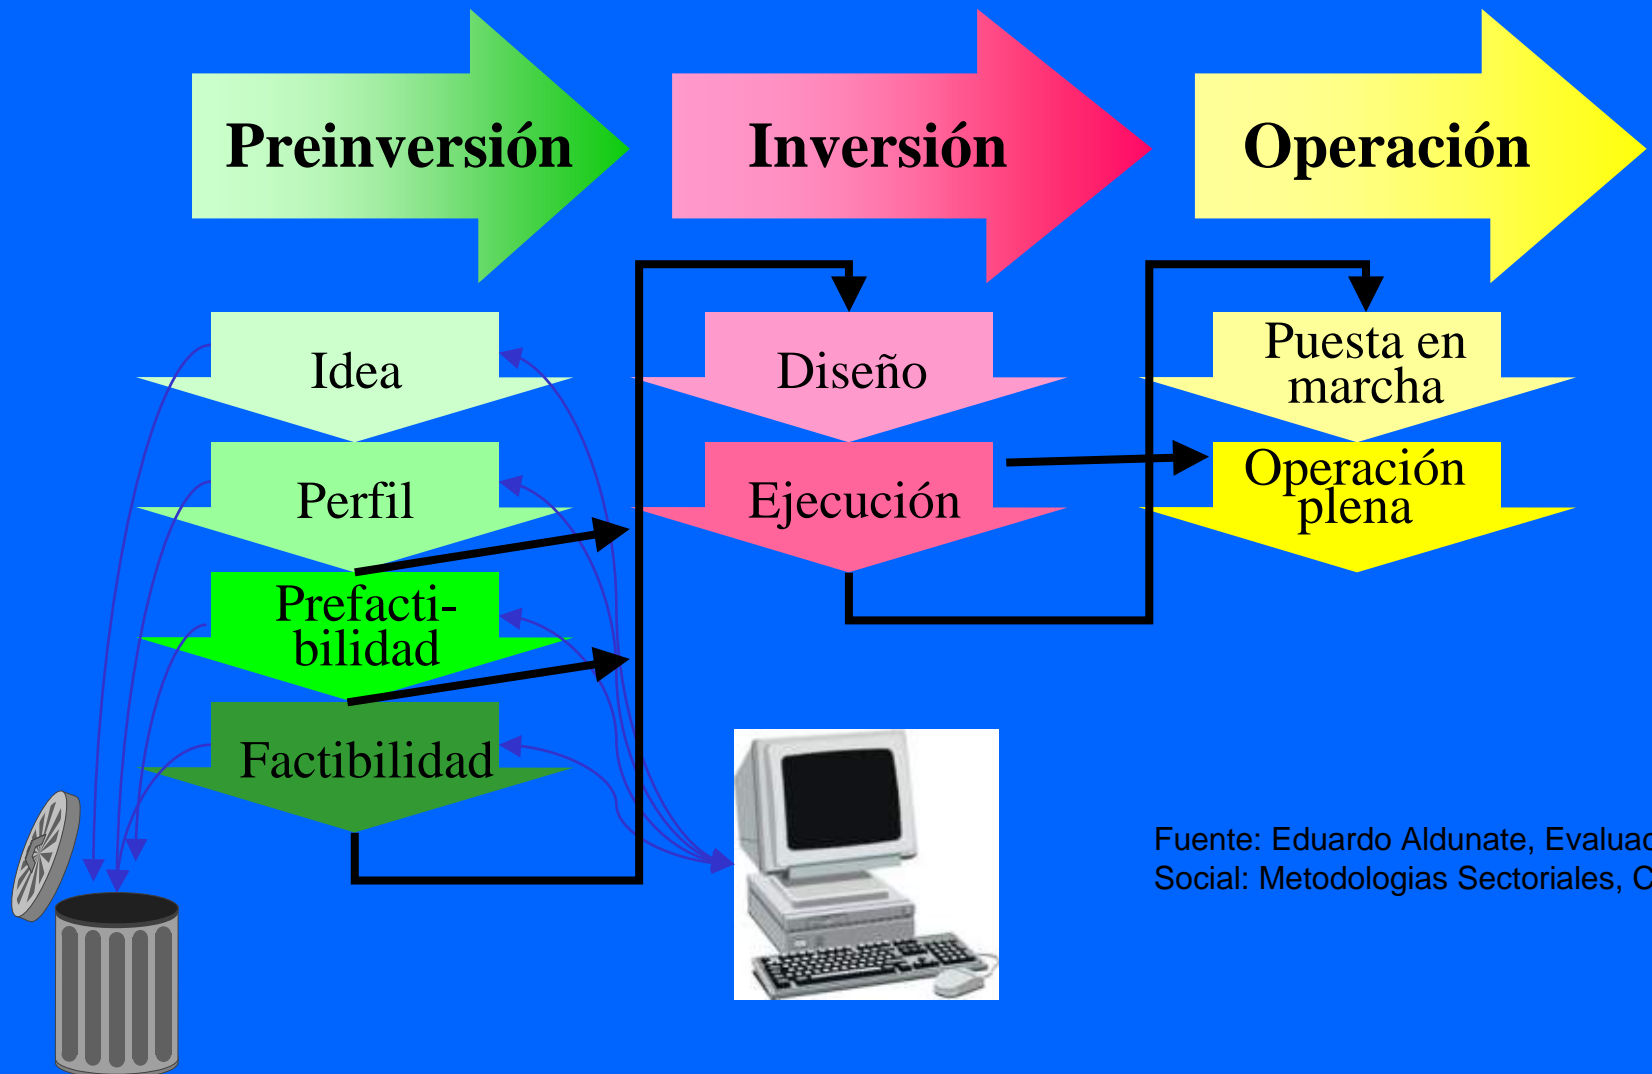 Preinversión
Inversión
Operación
Idea
Perfil
Prefacti-
bilidad
Factibilidad
Diseño
Ejecución
Puesta en
marcha
Operación
plena
Fuente: Eduardo Aldunate,
Social: Metodologias Sectoriales,